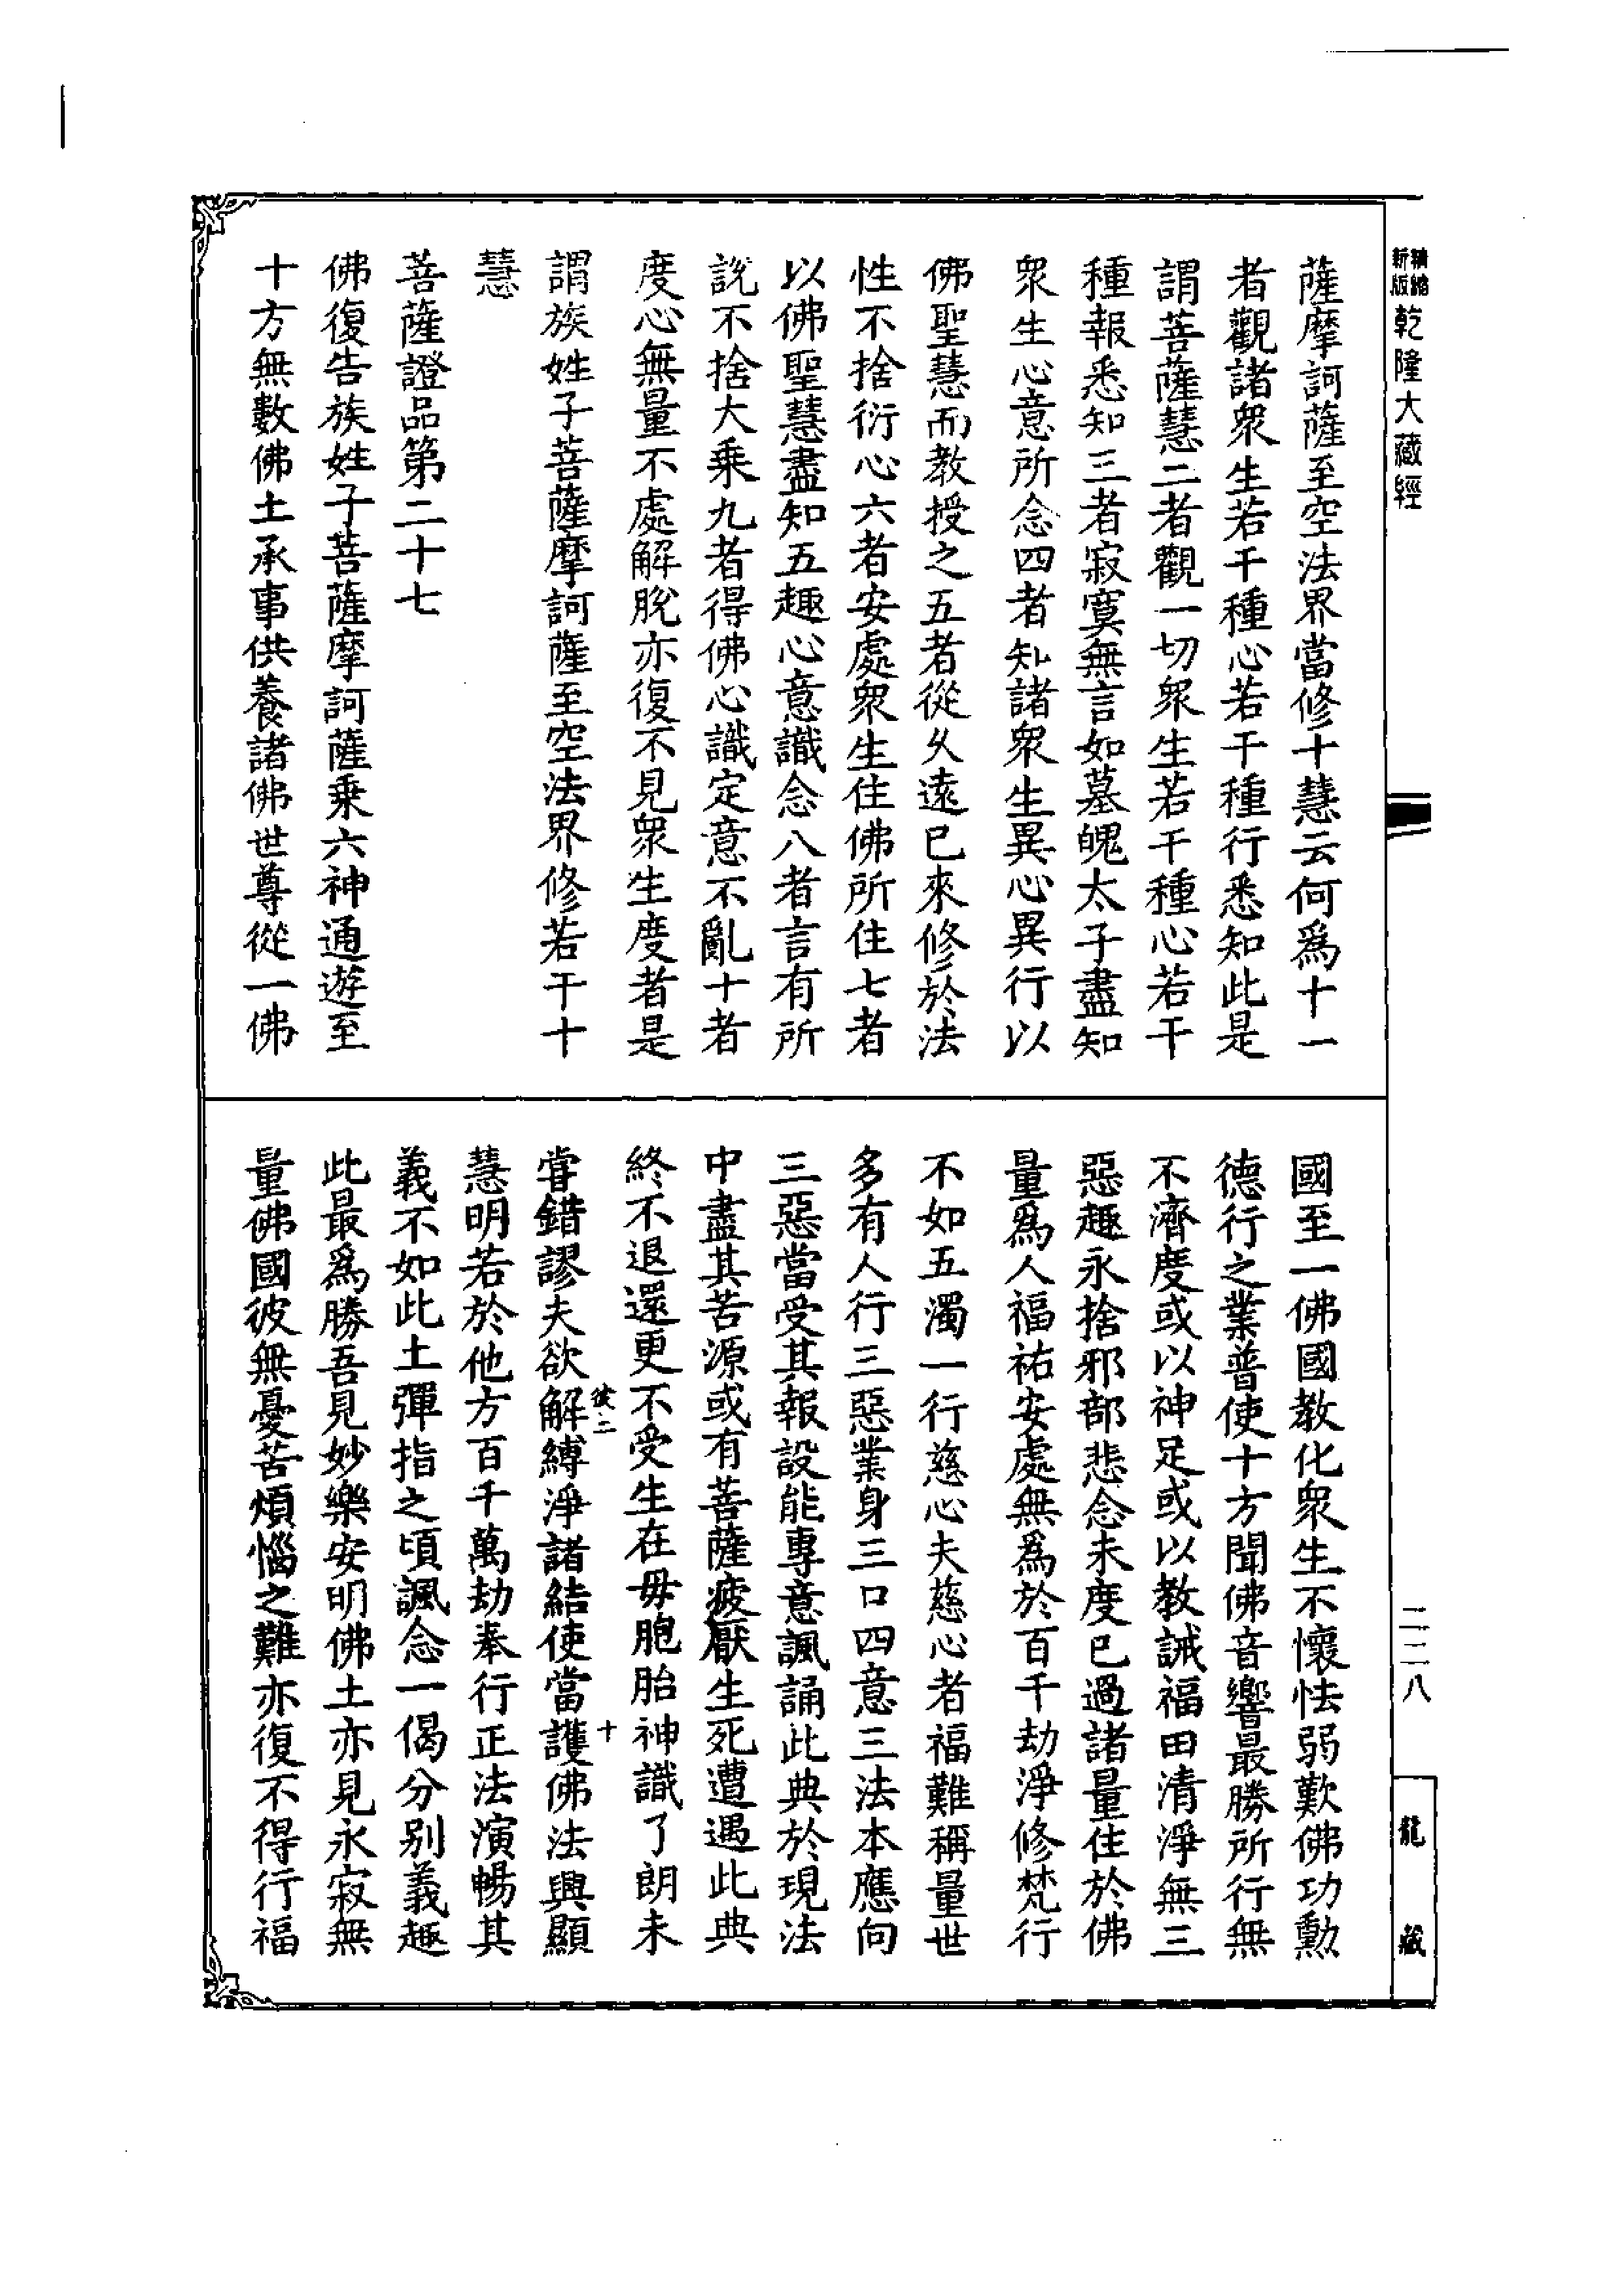 新版精縮
乾隆大藏經
薩摩訶薩至空法界當修十慧云何爲十一
者觀諸衆生若干種心若干種行悉知此是
謂菩薩慧二者觀一切衆生若干種心若干
種報悉知三者寂寞無言如墓魄太子盡知
衆生心意所念四者知諸衆生異心異行以
佛聖慧而教授之五者從久遠已來修於法
性不捨衍心六者安處衆生住佛所住七者
以佛聖慧盡知五趣心意識念八者言有所
說不捨大乘九者得佛心識定意不亂十者
度心無量不處解脫亦復不見衆生度者是
謂族姓子菩薩摩訶薩至空法界修若干十
慧
菩薩證品第二十七
佛復告族姓子菩薩摩訶薩乘六神通遊至
十方無數佛土承事供養諸佛世尊從一佛
國至一佛國教化衆生不懷怯弱歎佛功勳
德行之業普使十方聞佛音響最勝所行無
不濟度或以神足或以教誡福田清淨無三
惡趣永捨邪部悲念未度已過諸量住於佛
量爲人福祐安處無爲於百千劫淨修梵行
不如五濁一行慈心夫慈心者福難稱量世
多有人行三惡業身三口四意三法本應向
三惡當受其報設能專意諷誦此典於現法
中盡其苦源或有菩薩疲厭生死遭遇此典
終不退還更不受生在毋胞胎神識了朗未
甞錯謬夫欲解縛淨諸結使當護佛法興顯
慧明若於他方百千萬劫奉行正法演暢其
義不如此土彈指之頃諷念一偈分别義趣
此最爲勝吾見妙樂安明佛土亦見永寂無
量佛國彼無憂苦煩惱之難亦復不得行福
二
十
二二八
龍藏